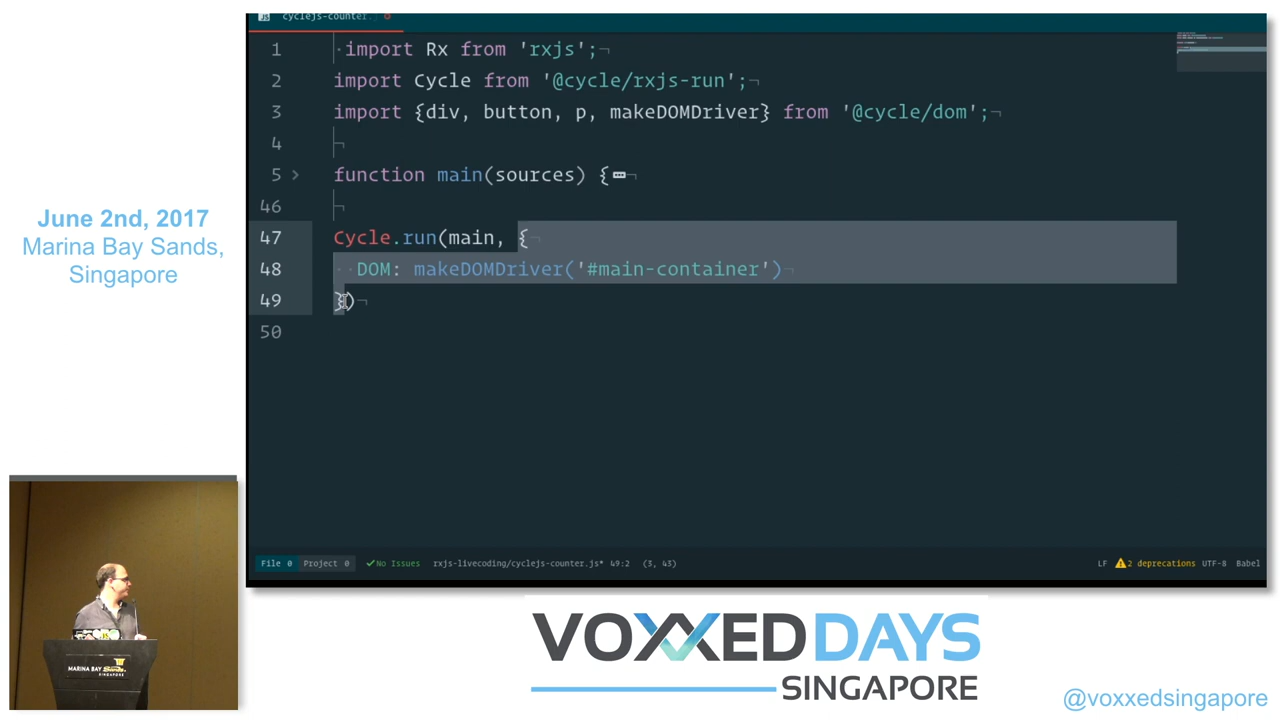 cyclejs-counter.j
1 import Rx from 'rxjs';
2 import Cycle from '@cycle/rxjs-run';
3 import {div, button, p, makeDOMDriver} from '@cycle/dom';
4
5 function main(sources) {
46
47 Cycle.run(main, {
48 DOM: makeDOMDriver('#main-container')
49 })
50
File 0 Project 0 No Issues rxjs-livecoding/cyclejs-counter.js* 49:2 (3, 43) LF 2 deprecations UTF-8 Babel
June 2nd, 2017
Marina Bay Sands,
Singapore
MARINA BAY Sands.
SINGAPORE
VOXXEDDAYS
SINGAPORE
@voxxedsingapore